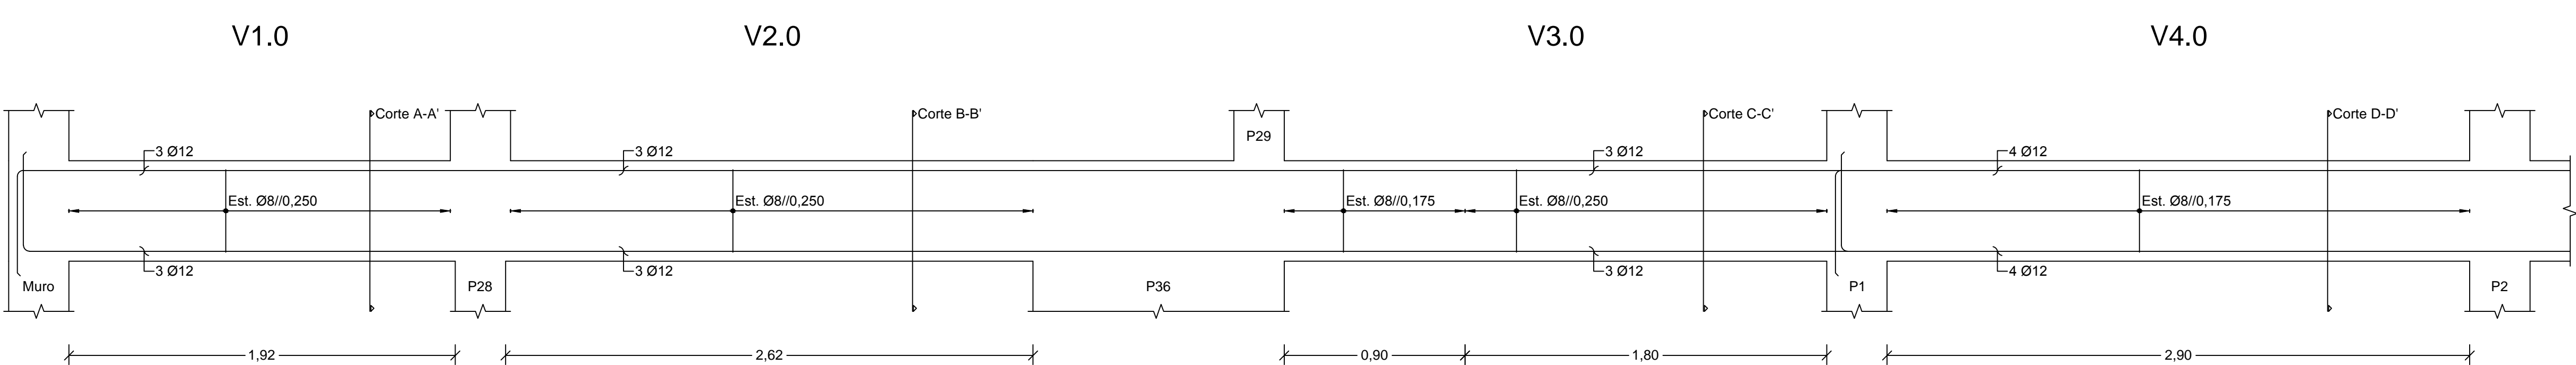 V1.0 V2.0 V3.0 V4.0
Corte A-A' Corte B-B' Corte C-C' Corte D-D'
P29
3 Ø12 3 Ø12 3 Ø12 4 Ø12
Est. Ø8//0,250 Est. Ø8//0,250 Est. Ø8//0,175 Est. Ø8//0,250 Est. Ø8//0,175
3 Ø12 3 Ø12 3 Ø12 4 Ø12
Muro P28 P36 P1 P2
1,92 2,62 0,90 1,80 2,90